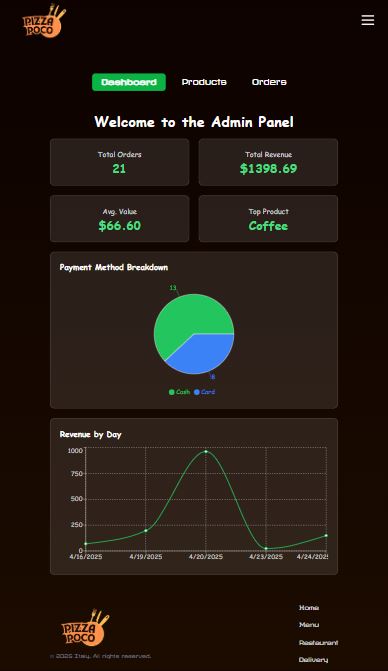 PIZZA
POCO
Dashboard Products Orders
Welcome to the Admin Panel
Total Orders
21
Total Revenue
$1398.69
Avg. Value
$66.60
Top Product
Coffee
Payment Method Breakdown
13
8
Cash Card
Revenue by Day
1000
750
500
250
0
4/16/2025 4/19/2025 4/20/2025 4/23/2025 4/24/2025
Home
Menu
Restaurant
Delivery
PIZZA
POCO
© 2025 Itay. All rights reserved.